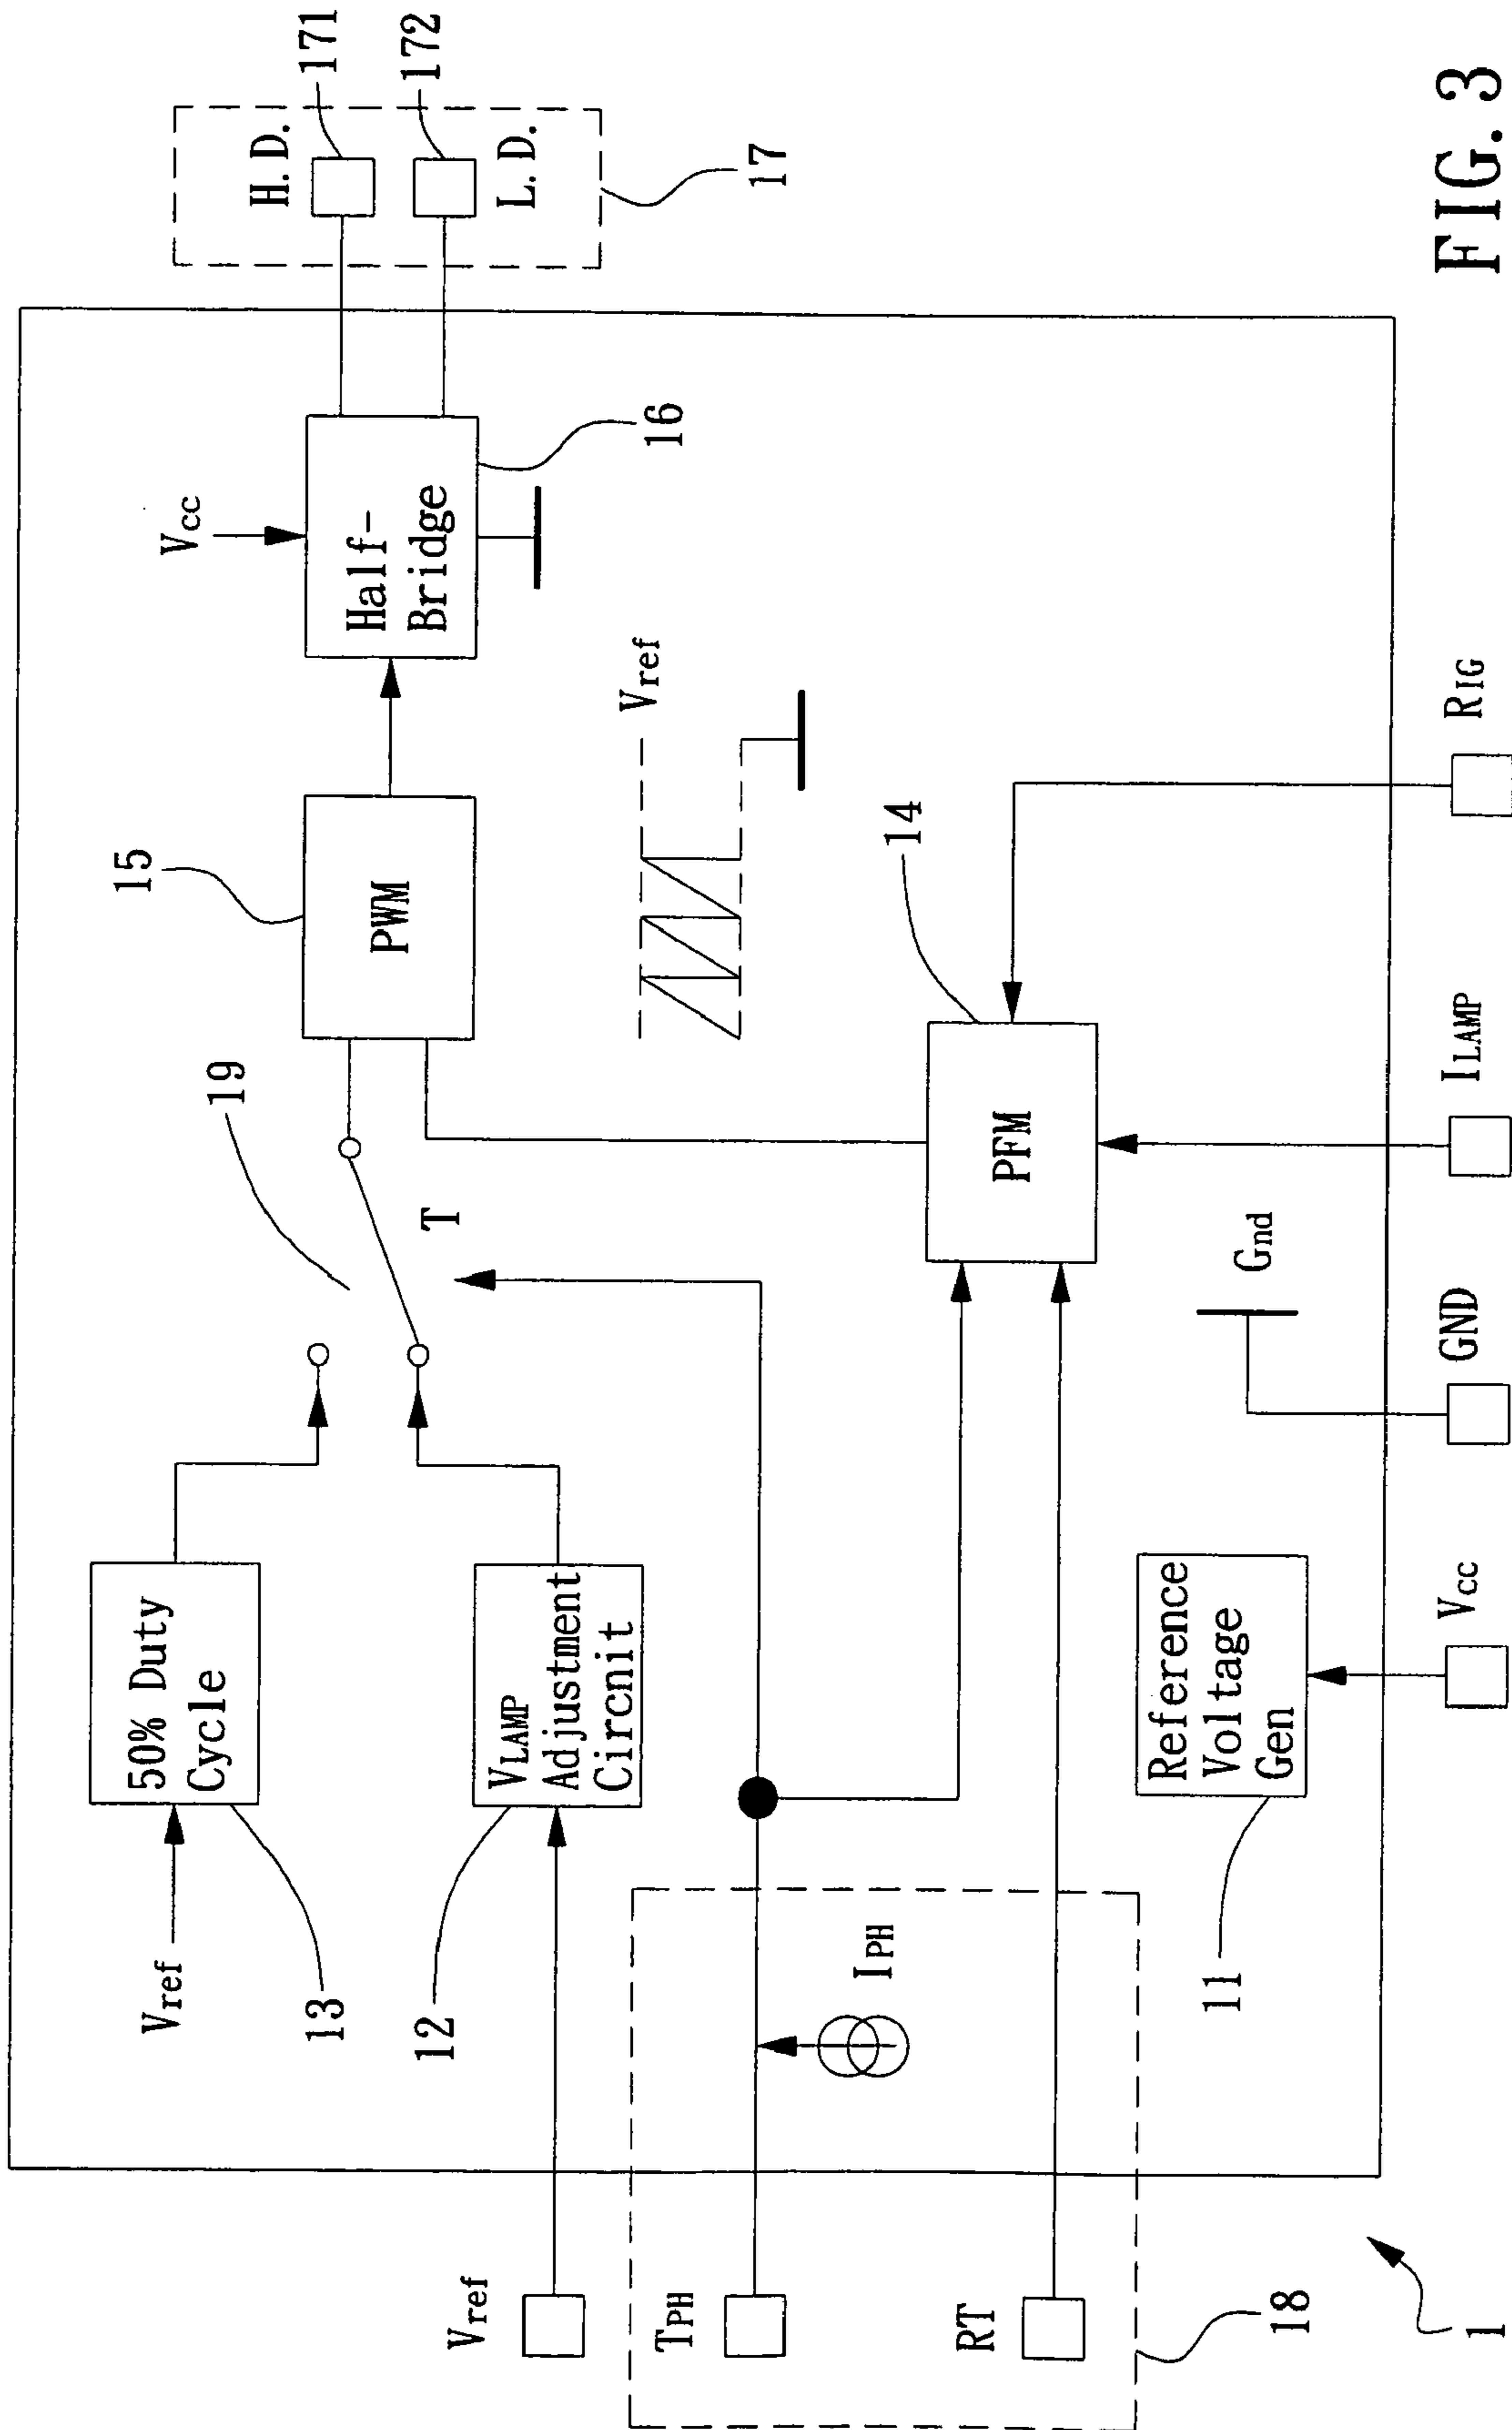 Vref
13
50% Duty
Cycle
19
15
PWM
Vcc
Half-
Bridge
16
H. D.
171
172
L. D.
17
Vref
12
VLAMP
Adjustment
Circnit
T
Vref
TPH
IPH
RT
18
14
PFM
11
Reference
Voltage
Gen
Gnd
Vcc
GND
ILAMP
RIG
1
FIG. 3